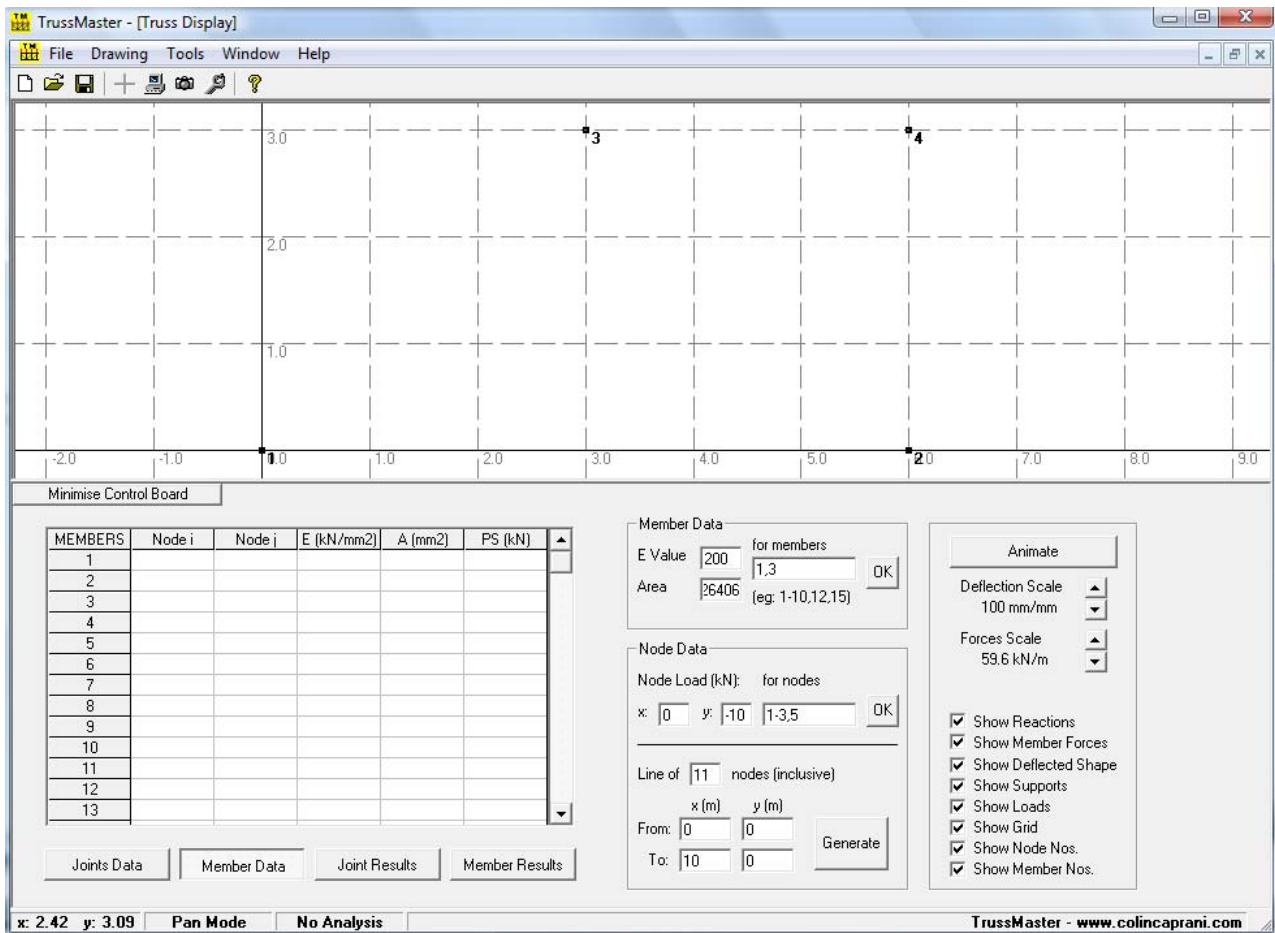 TrussMaster - [Truss Display]
File Drawing Tools Window Help
3.0
3
4
2.0
1.0
-2.0 -1.0 1 0.0 1.0 2.0 3.0 4.0 5.0 2 7.0 8.0 9.0
Minimise Control Board
MEMBERS Node i Node j E (kN/mm2) A (mm2) PS (kN)
1
2
3
4
5
6
7
8
9
10
11
12
13
Joints Data Member Data Joint Results Member Results
Member Data
E Value 200 for members
1,3 OK
Area 26406 (eg: 1-10,12,15)
Node Data
Node Load (kN): for nodes
x: 0 y: -10 1-3,5 OK
Line of 11 nodes (inclusive)
x (m) y (m)
From: 0 0
To: 10 0
Generate
Animate
Deflection Scale
100 mm/mm
Forces Scale
59.6 kN/m
Show Reactions
Show Member Forces
Show Deflected Shape
Show Supports
Show Loads
Show Grid
Show Node Nos.
Show Member Nos.
x: 2.42 y: 3.09 Pan Mode No Analysis TrussMaster - www.colincaprani.com